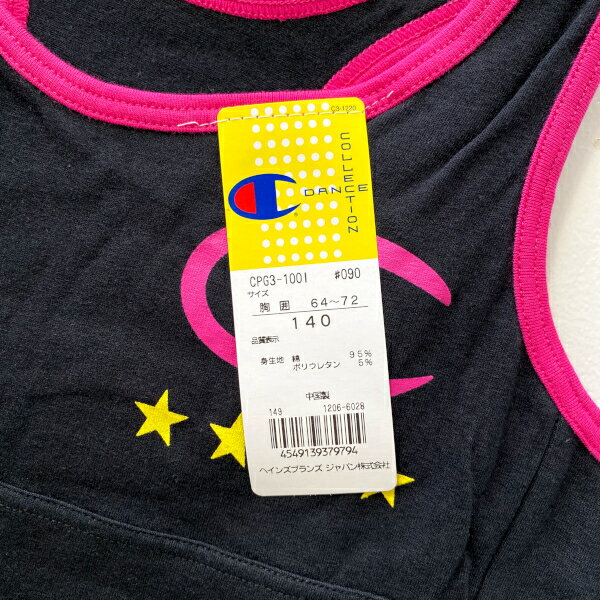 C3-1220
DANCE
COLLECTION
CPG3-1001 #090
サイズ
胸囲 64～72
140
品質表示
身生地 綿 95%
ポリウレタン 5%
中国製
149 1206-6028
4549139379794
ヘインズブランズ ジャパン株式会社